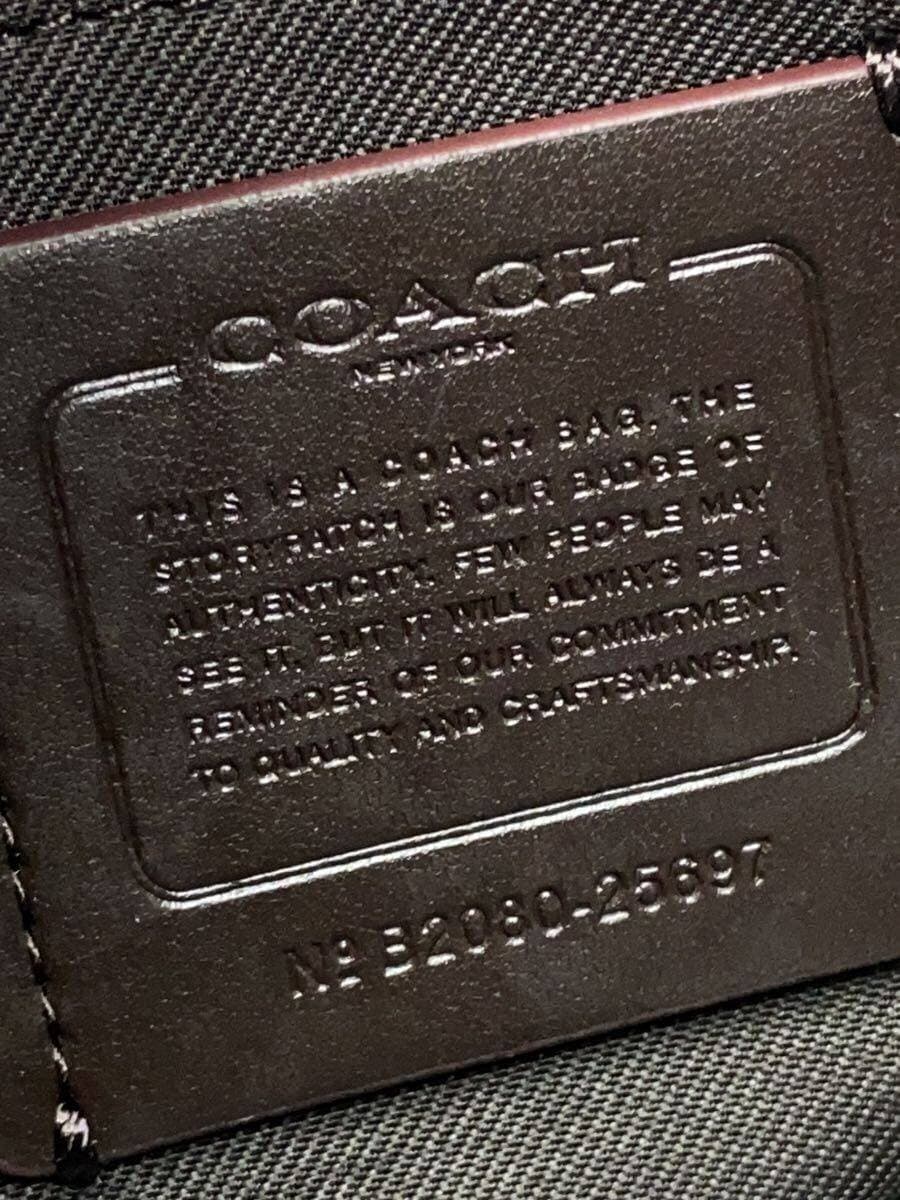 COACH
NEW YORK
THIS IS A COACH BAG. THE
STORYPATCH IS OUR BADGE OF
AUTHENTICITY. FEW PEOPLE MAY
SEE IT. BUT IT WILL ALWAYS BE A
REMINDER OF OUR COMMITMENT
TO QUALITY AND CRAFTSMANSHIP.
Nº B2080-25697